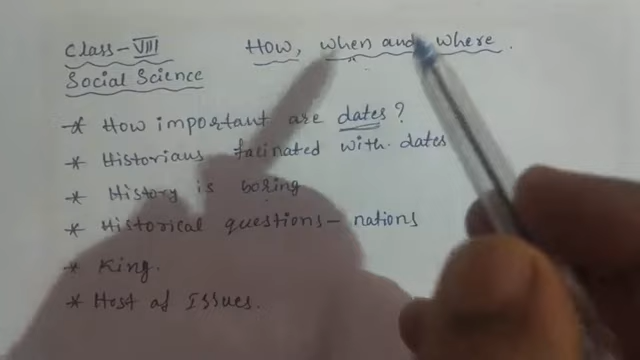 Class-VIII How, when and where.
Social Science
* How important are dates?
* Historians facinated with dates
* History is boring
* Historical questions - nations
* King.
* Host of Issues.